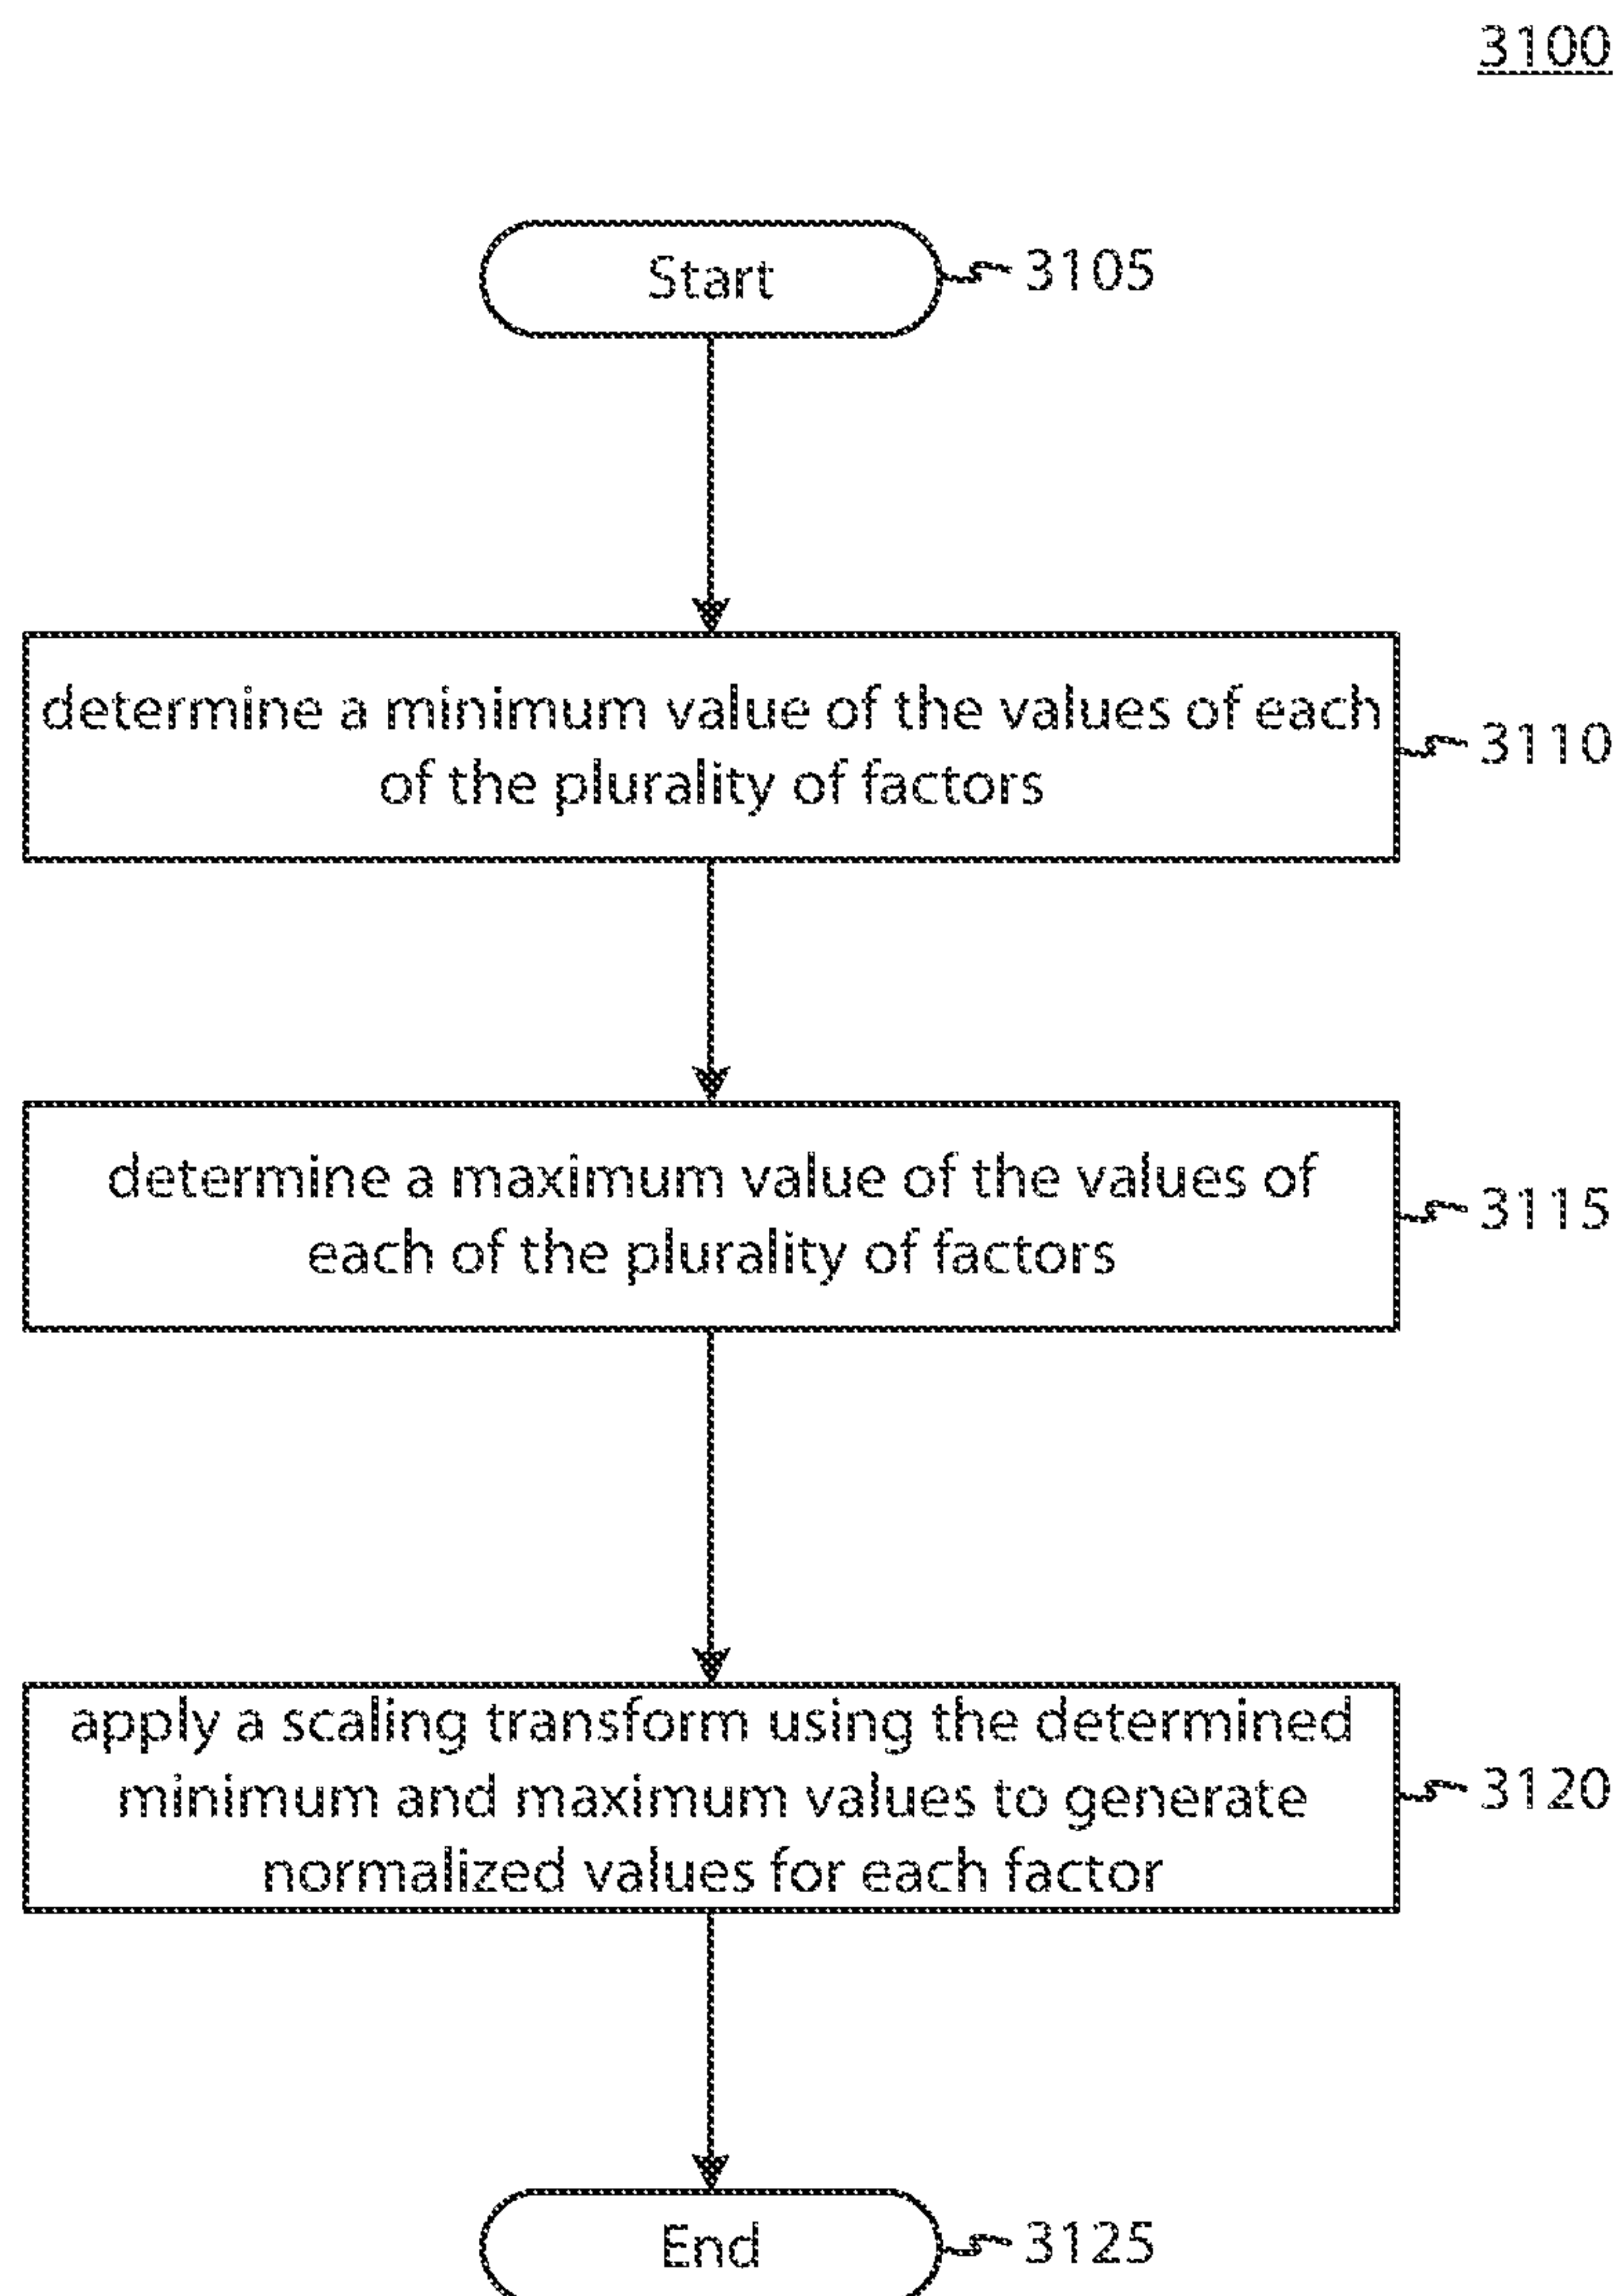 3100
Start
3105
determine a minimum value of the values of each
of the plurality of factors
3110
determine a maximum value of the values of
each of the plurality of factors
3115
apply a scaling transform using the determined
minimum and maximum values to generate
normalized values for each factor
3120
End
3125